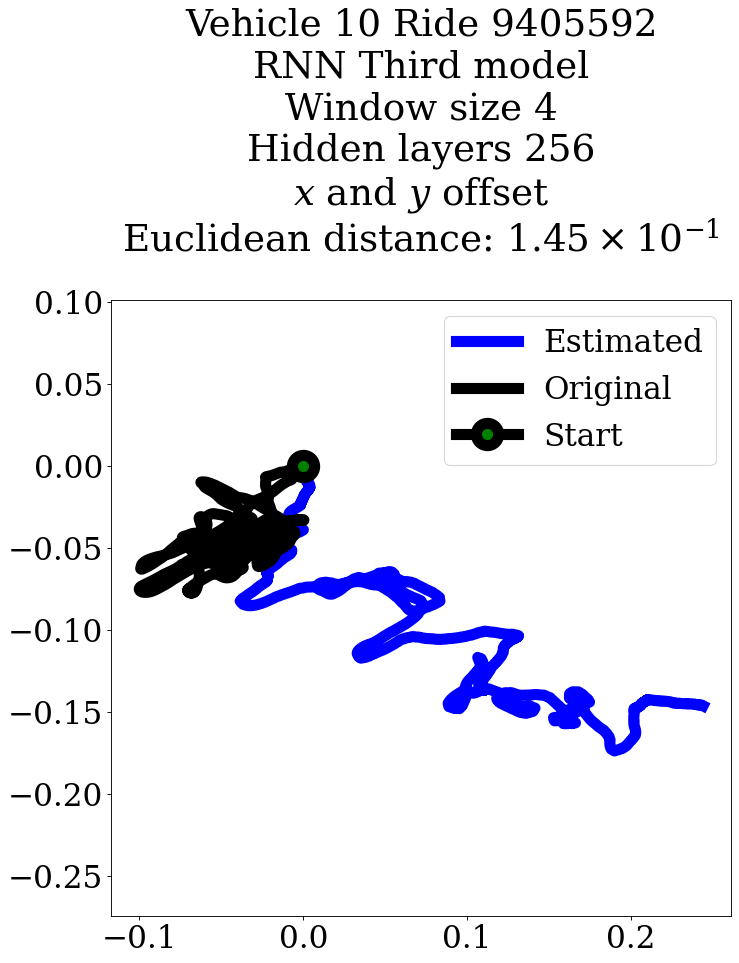 Vehicle 10 Ride 9405592
RNN Third model
Window size 4
Hidden layers 256
x and y offset
Euclidean distance: 1.45 × 10⁻¹
Estimated
Original
Start
0.10
0.05
0.00
−0.05
−0.10
−0.15
−0.20
−0.25
−0.1 0.0 0.1 0.2